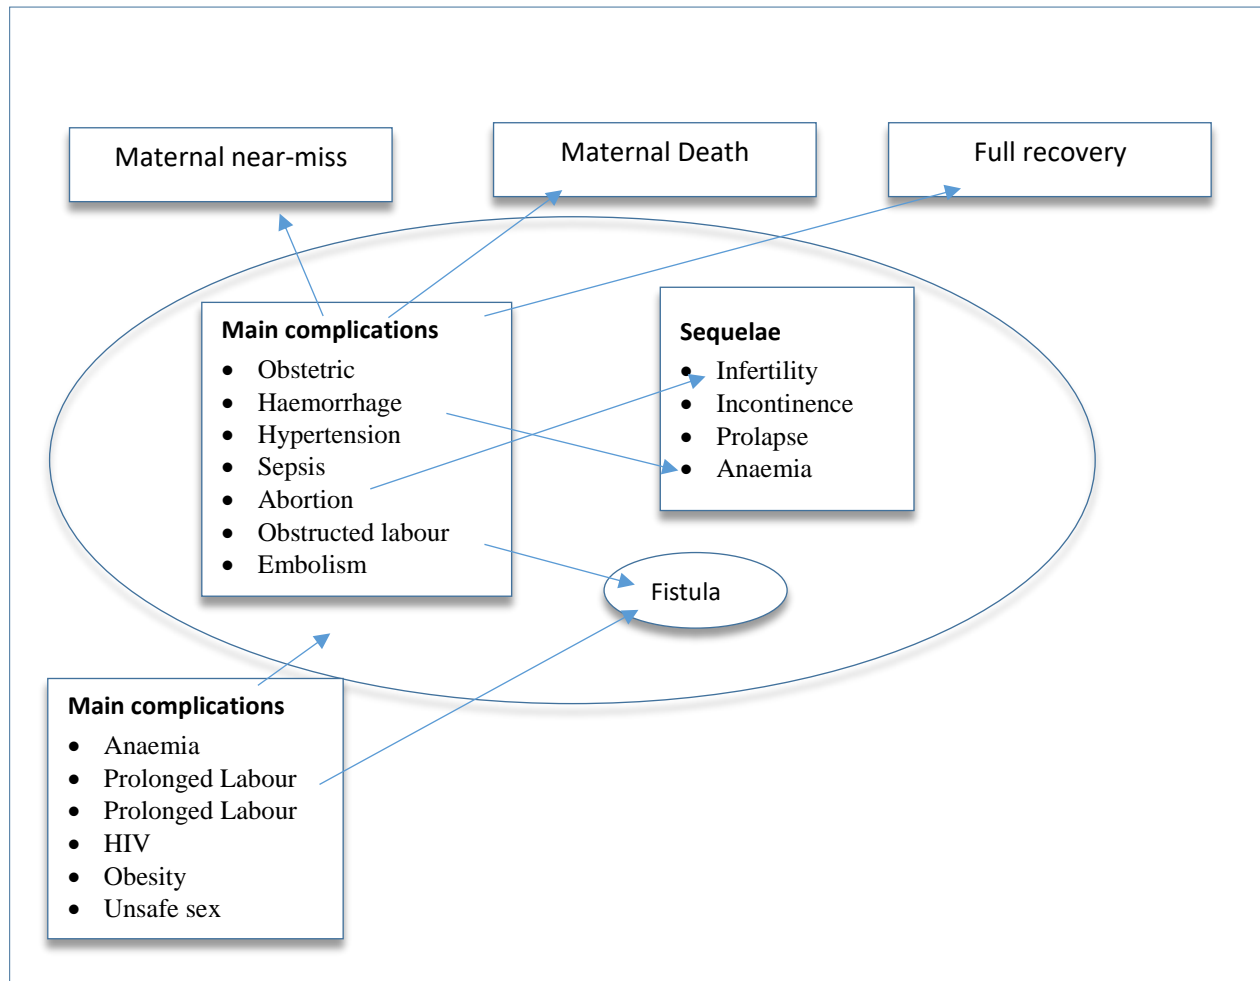 Maternal near-miss
Maternal Death
Full recovery
Main complications
• Obstetric
• Haemorrhage
• Hypertension
• Sepsis
• Abortion
• Obstructed labour
• Embolism
Sequelae
• Infertility
• Incontinence
• Prolapse
• Anaemia
Fistula
Main complications
• Anaemia
• Prolonged Labour
• Prolonged Labour
• HIV
• Obesity
• Unsafe sex